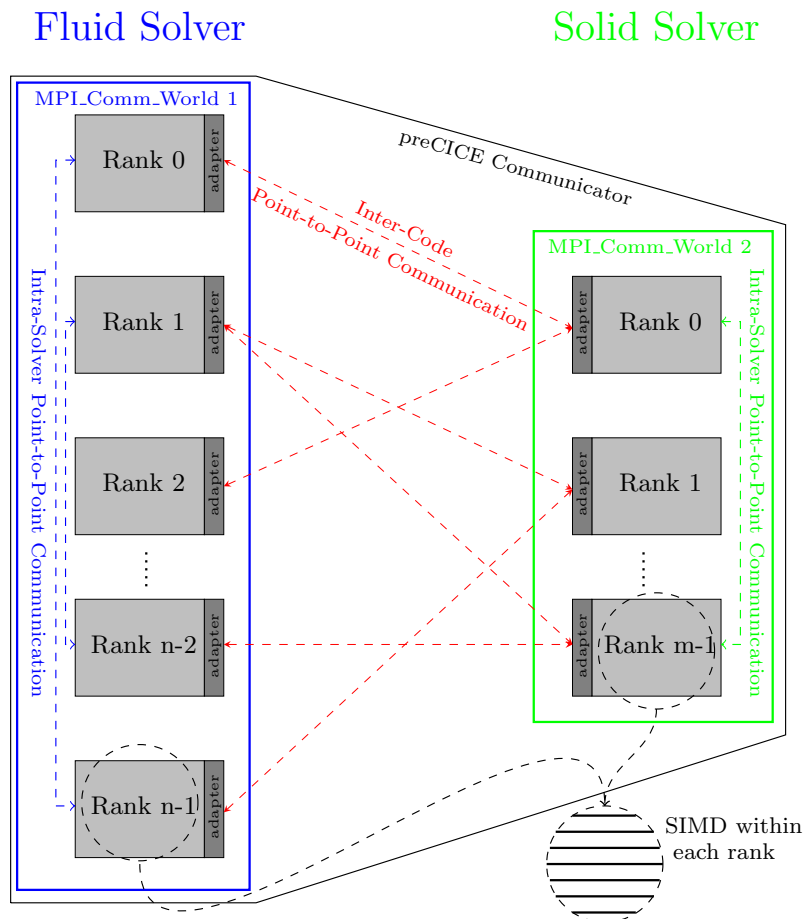 Fluid Solver
Solid Solver
MPI_Comm_World 1
preCICE Communicator
Rank 0
adapter
Inter-Code
Point-to-Point Communication
MPI_Comm_World 2
Intra-Solver Point-to-Point Communication
Rank 1
adapter
adapter
Rank 0
Intra-Solver Point-to-Point Communication
Rank 2
adapter
adapter
Rank 1
......
......
Rank n-2
adapter
adapter
Rank m-1
Rank n-1
adapter
SIMD within
each rank